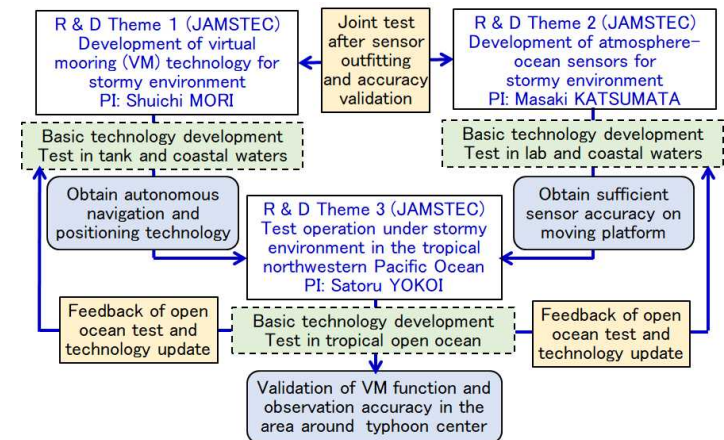 R & D Theme 1 (JAMSTEC)
Development of virtual
mooring (VM) technology for
stormy environment
PI: Shuichi MORI
Joint test
after sensor
outfitting
and accuracy
validation
R & D Theme 2 (JAMSTEC)
Development of atmosphere-
ocean sensors for
stormy environment
PI: Masaki KATSUMATA
Basic technology development
Test in tank and coastal waters
Basic technology development
Test in lab and coastal waters
Obtain autonomous
navigation and
positioning technology
R & D Theme 3 (JAMSTEC)
Test operation under stormy
environment in the tropical
northwestern Pacific Ocean
PI: Satoru YOKOI
Obtain sufficient
sensor accuracy on
moving platform
Feedback of open
ocean test and
technology update
Basic technology development
Test in tropical open ocean
Feedback of open
ocean test and
technology update
Validation of VM function and
observation accuracy in the
area around typhoon center